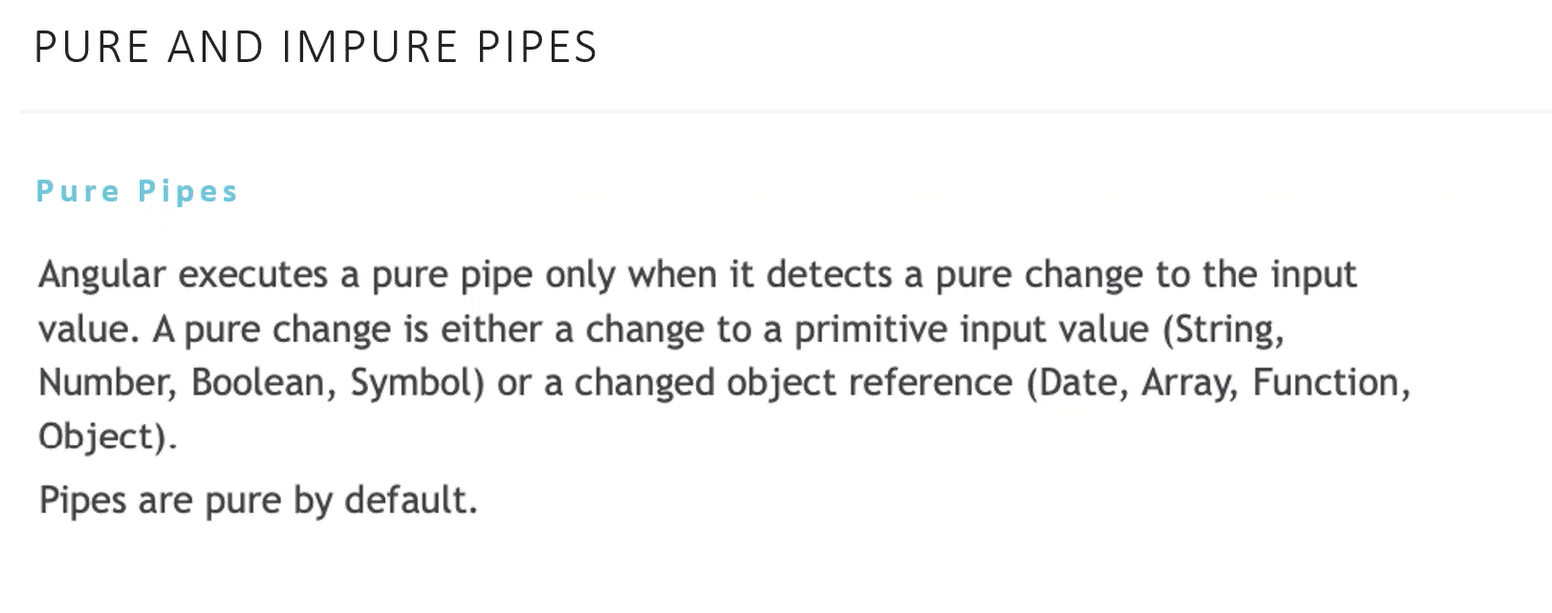 PURE AND IMPURE PIPES
Pure Pipes
Angular executes a pure pipe only when it detects a pure change to the input
value. A pure change is either a change to a primitive input value (String,
Number, Boolean, Symbol) or a changed object reference (Date, Array, Function,
Object).
Pipes are pure by default.